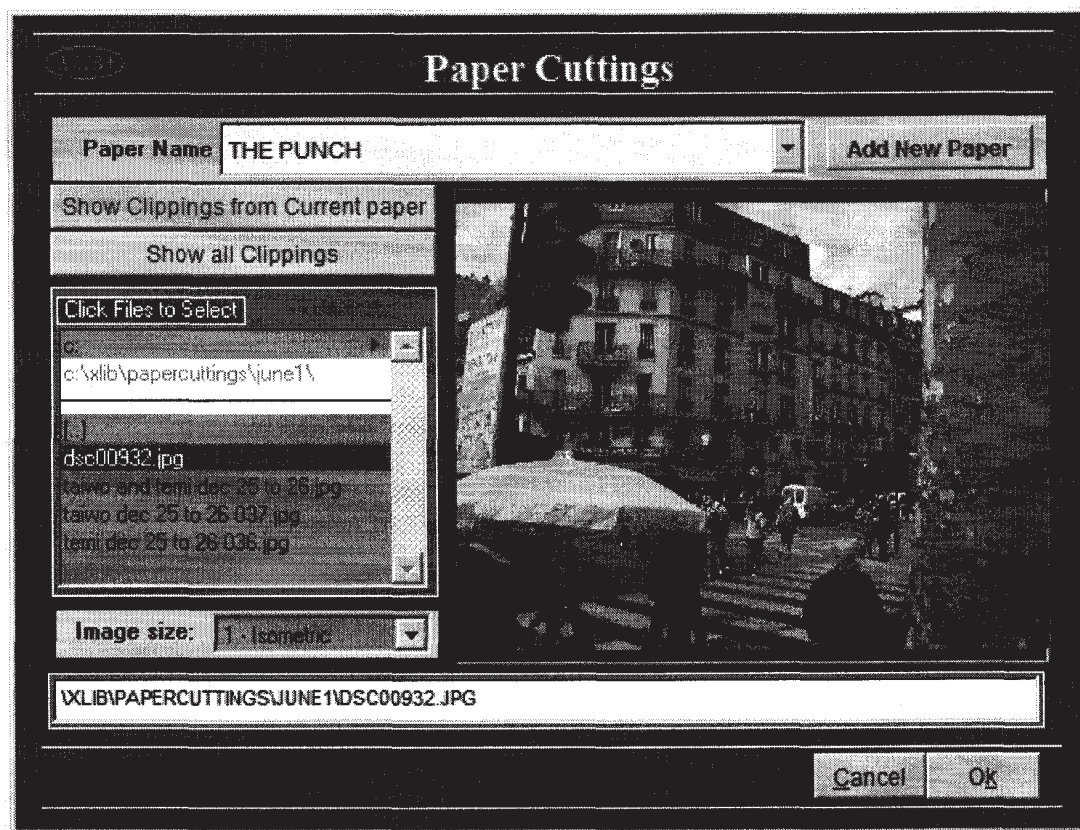 Paper Cuttings
Paper Name THE PUNCH Add New Paper
Show Clippings from Current paper
Show all Clippings
Click Files to Select
c:
c:\xlib\papercuttings\june1\
[..]
dsc00932.jpg
taiwo and temi dec 25 to 26.jpg
taiwo dec 25 to 26 037.jpg
temi dec 25 to 26 036.jpg
Image size: 1 - Isometric
\XLIB\PAPERCUTTINGS\JUNE1\DSC00932.JPG
Cancel Ok